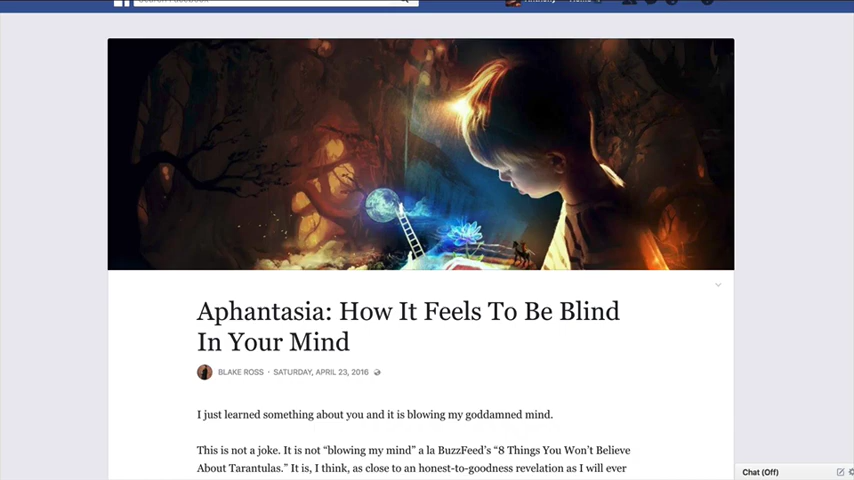 Aphantasia: How It Feels To Be Blind
In Your Mind
BLAKE ROSS · SATURDAY, APRIL 23, 2016
I just learned something about you and it is blowing my goddamned mind.
This is not a joke. It is not “blowing my mind” a la BuzzFeed’s “8 Things You Won’t Believe
About Tarantulas.” It is, I think, as close to an honest-to-goodness revelation as I will ever
Chat (Off)